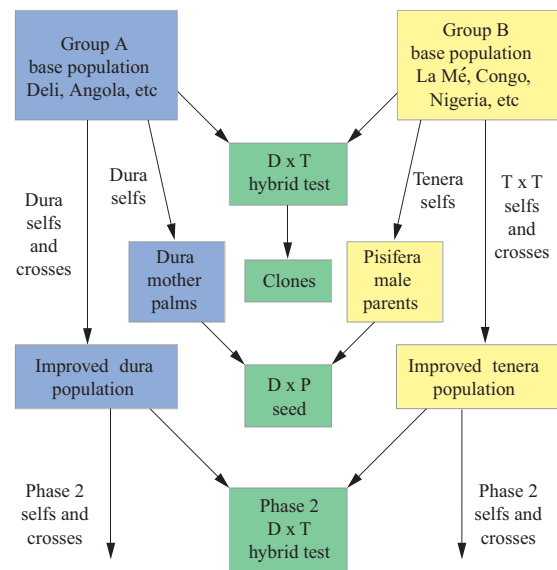 Group A
base population
Deli, Angola, etc
Group B
base population
La Mé, Congo,
Nigeria, etc
D x T
hybrid test
Dura
selfs
and
crosses
Dura
selfs
Tenera
selfs
T x T
selfs
and
crosses
Dura
mother
palms
Clones
Pisifera
male
parents
Improved dura
population
D x P
seed
Improved tenera
population
Phase 2
selfs and
crosses
Phase 2
D x T
hybrid test
Phase 2
selfs and
crosses